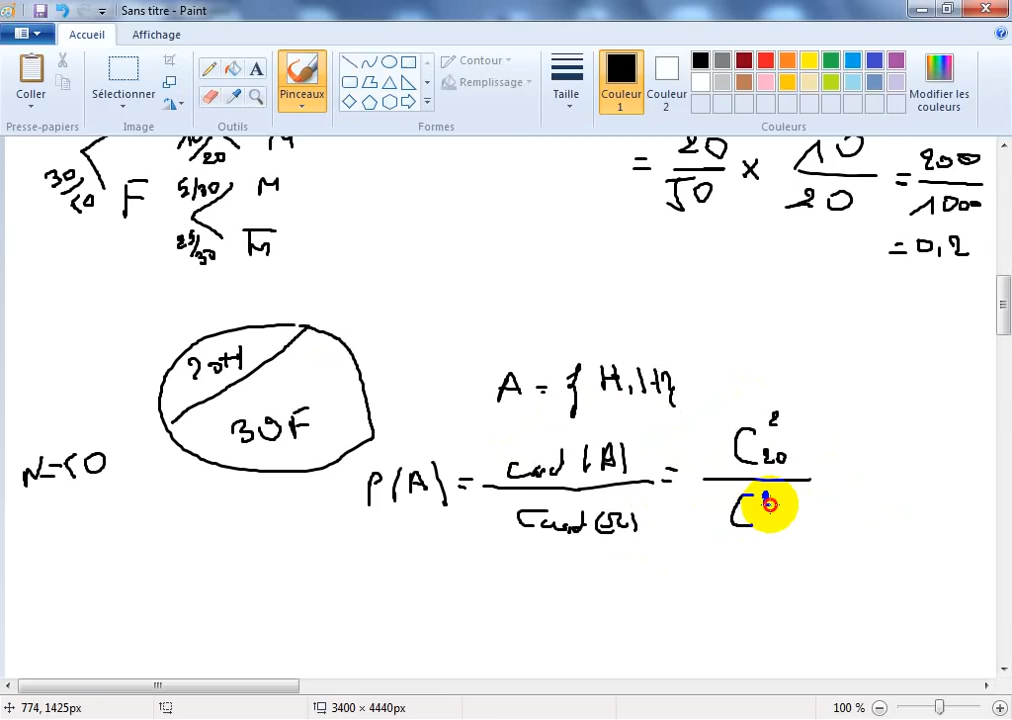 Sans titre - Paint
Accueil Affichage
Coller
Sélectionner
Pinceaux
Contour
Remplissage
Taille
Couleur 1
Couleur 2
Modifier les couleurs
Presse-papiers Image Outils Formes Couleurs
30/50 F
10/20 M
5/30 M
25/30 M̅
= 20/50 × 10/20 = 200/1000
= 0,2
20H
30F
N=50
A = { H, H}
P(A) = Card (A) / Card (Ω) = C²₂₀ / C
774, 1425px
3400 × 4440px
100 %